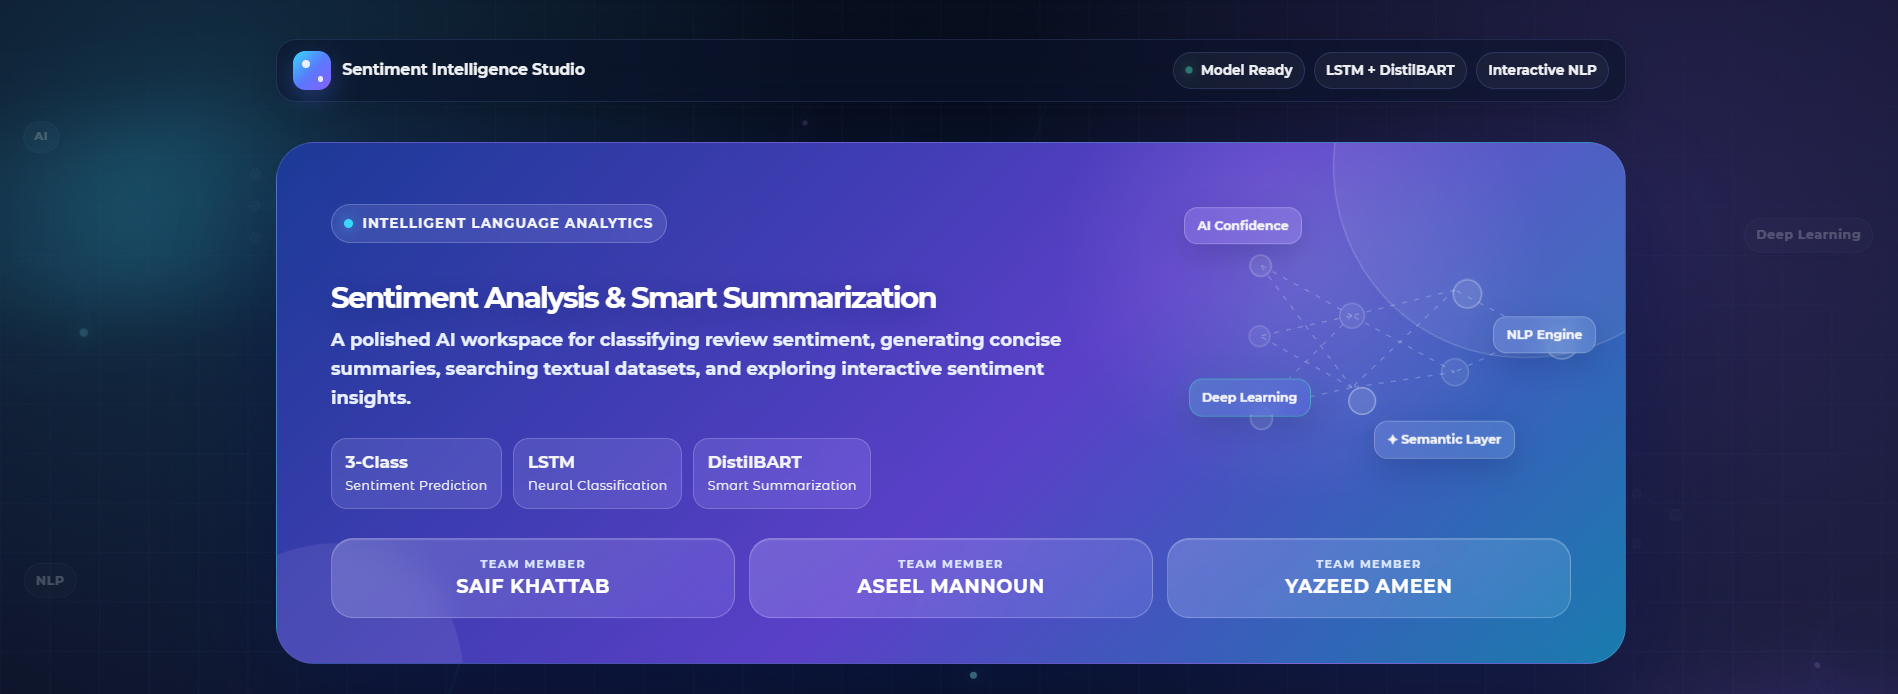 Sentiment Intelligence Studio
Model Ready
LSTM + DistilBART
Interactive NLP
AI
Deep Learning
NLP
INTELLIGENT LANGUAGE ANALYTICS
Sentiment Analysis & Smart Summarization
A polished AI workspace for classifying review sentiment, generating concise
summaries, searching textual datasets, and exploring interactive sentiment
insights.
3-Class
Sentiment Prediction
LSTM
Neural Classification
DistilBART
Smart Summarization
AI Confidence
NLP Engine
Deep Learning
✦ Semantic Layer
TEAM MEMBER
SAIF KHATTAB
TEAM MEMBER
ASEEL MANNOUN
TEAM MEMBER
YAZEED AMEEN